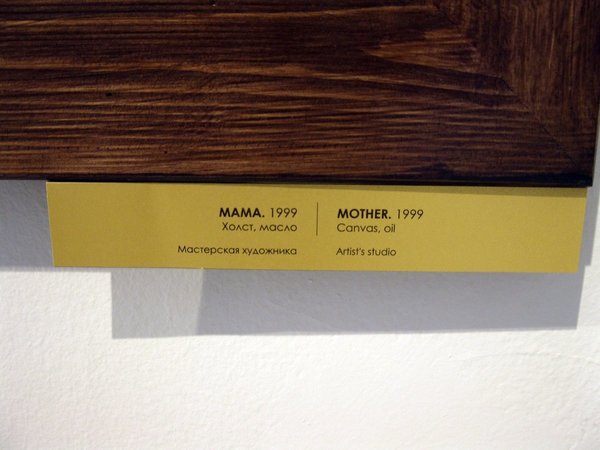 МАМА. 1999
Холст, масло
Мастерская художника
MOTHER. 1999
Canvas, oil
Artist's studio